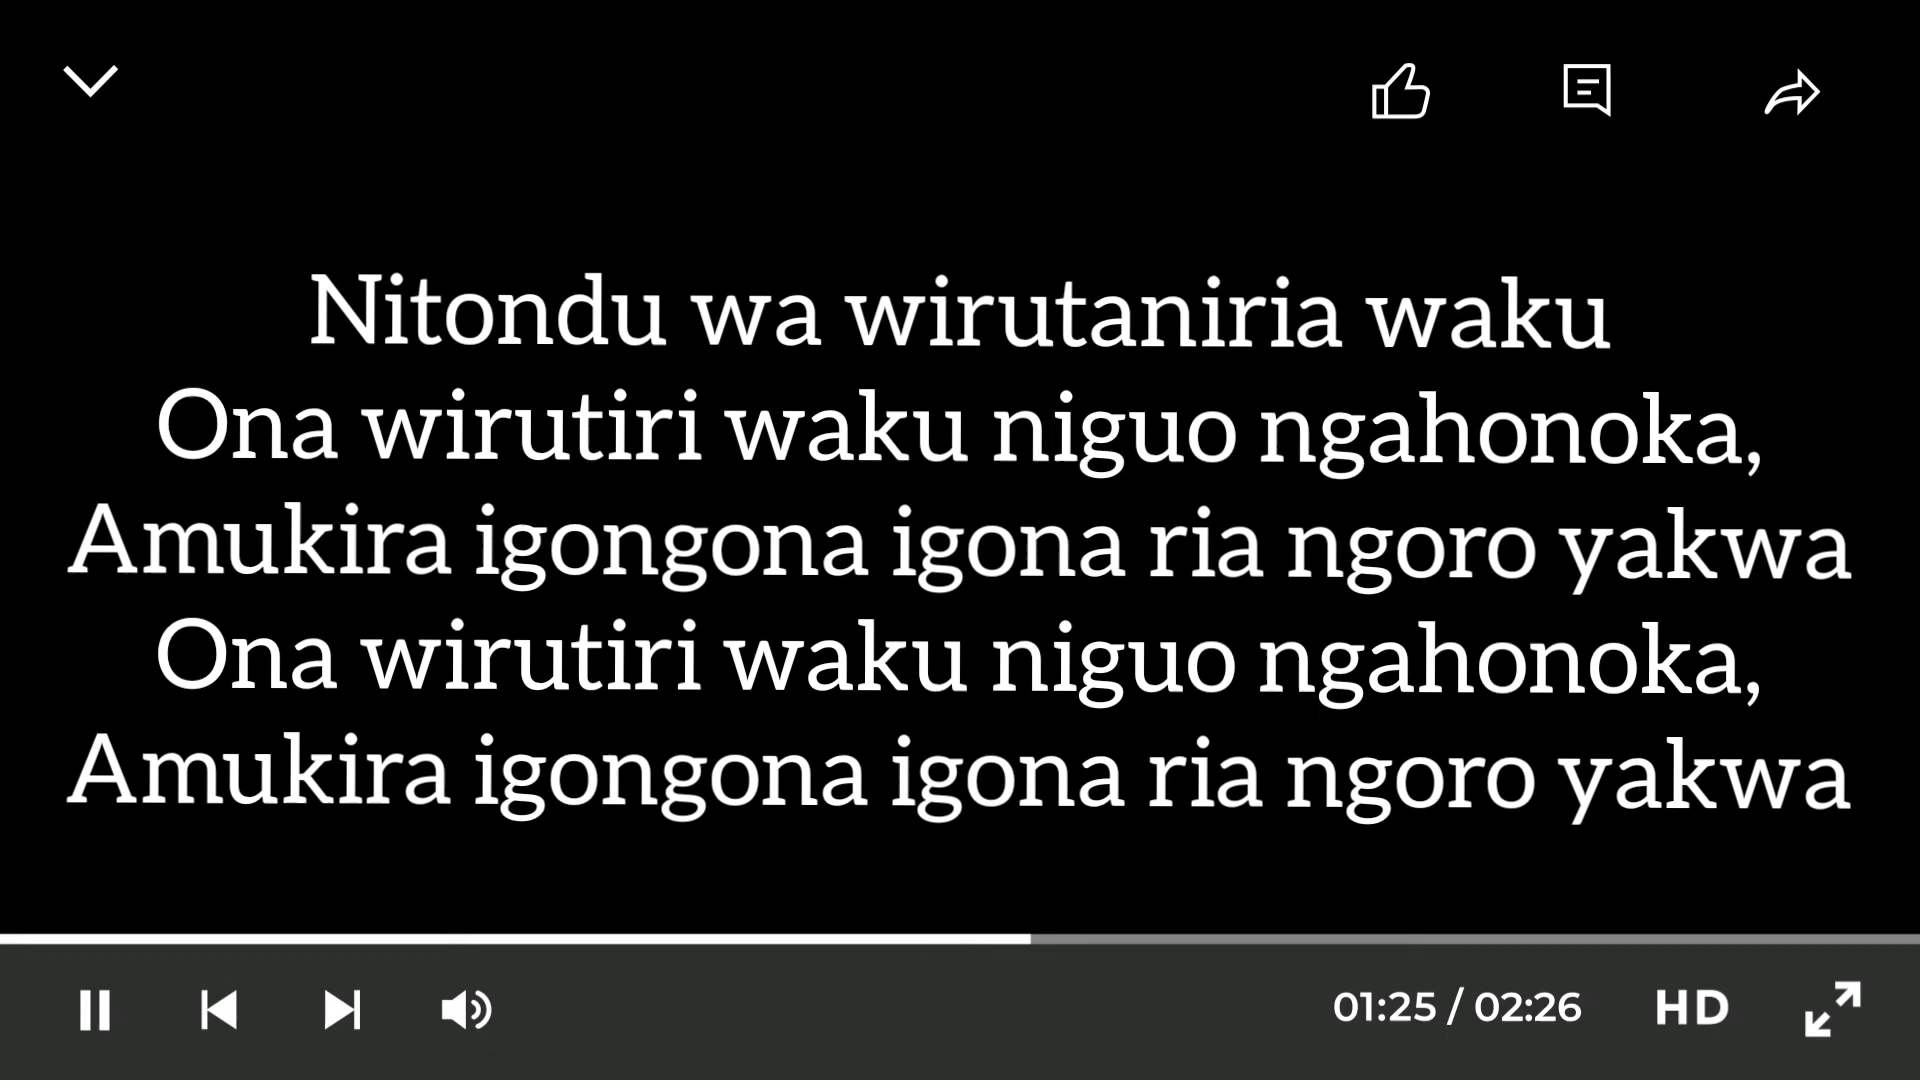 Nitondu wa wirutaniria waku
Ona wirutiri waku niguo ngahonoka,
Amukira igongona igona ria ngoro yakwa
Ona wirutiri waku niguo ngahonoka,
Amukira igongona igona ria ngoro yakwa
01:25 / 02:26 HD